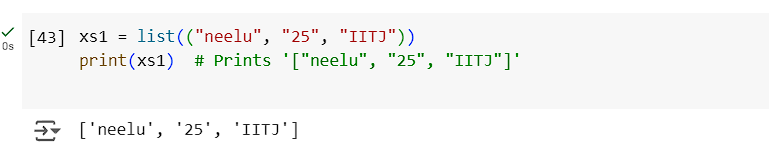 [43] xs1 = list(("neelu", "25", "IITJ"))
0s
print(xs1)  # Prints '["neelu", "25", "IITJ"]'
['neelu', '25', 'IITJ']